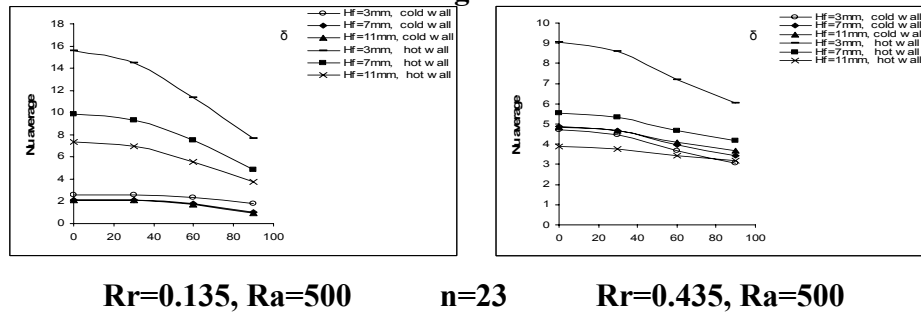 Hf=3mm, cold wall
Hf=7mm, cold wall
Hf=11mm, cold wall
Hf=3mm, hot wall
Hf=7mm, hot wall
Hf=11mm, hot wall
δ
18
16
14
12
10
8
6
4
2
0
Nu average
0 20 40 60 80 100
Hf=3mm, cold wall
Hf=7mm, cold wall
Hf=11mm, cold wall
Hf=3mm, hot wall
Hf=7mm, hot wall
Hf=11mm, hot wall
δ
10
9
8
7
6
5
4
3
2
1
0
Nu average
0 20 40 60 80 100
Rr=0.135, Ra=500 n=23 Rr=0.435, Ra=500